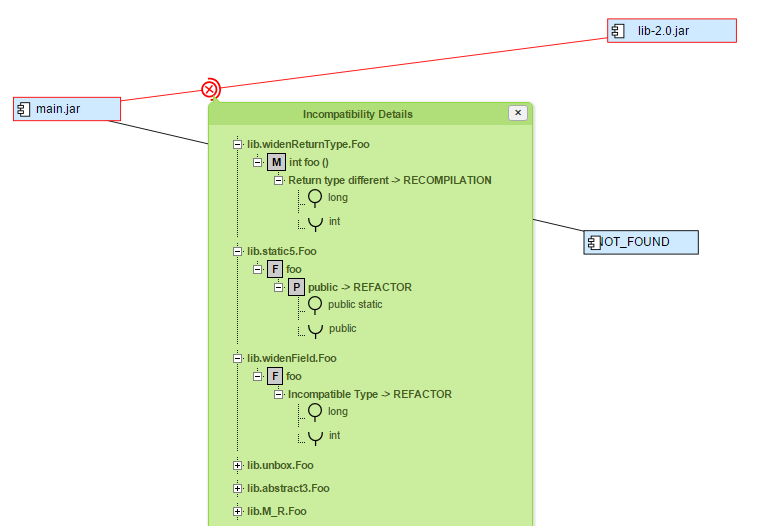 lib-2.0.jar
main.jar
Incompatibility Details
lib.widenReturnType.Foo
M int foo ()
Return type different -> RECOMPILATION
long
int
lib.static5.Foo
F foo
P public -> REFACTOR
public static
public
lib.widenField.Foo
F foo
Incompatible Type -> REFACTOR
long
int
lib.unbox.Foo
lib.abstract3.Foo
lib.M_R.Foo
NOT_FOUND